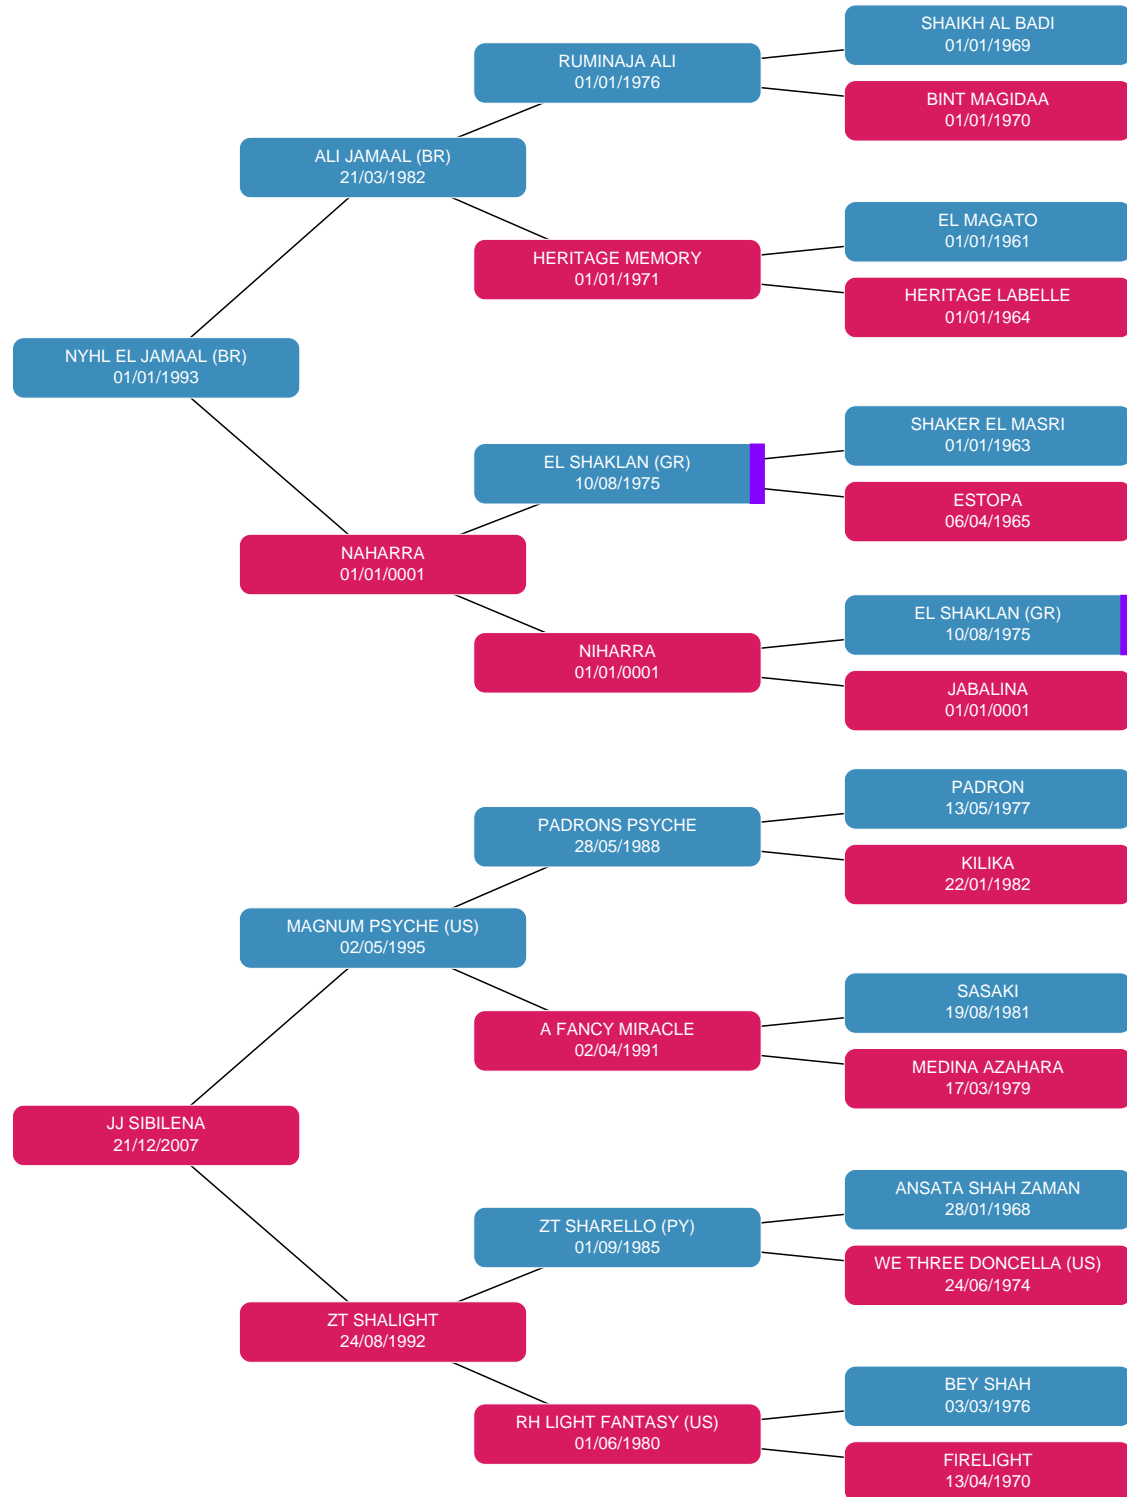 SHAIKH AL BADI
01/01/1969
RUMINAJA ALI
01/01/1976
BINT MAGIDAA
01/01/1970
ALI JAMAAL (BR)
21/03/1982
EL MAGATO
01/01/1961
HERITAGE MEMORY
01/01/1971
HERITAGE LABELLE
01/01/1964
NYHL EL JAMAAL (BR)
01/01/1993
SHAKER EL MASRI
01/01/1963
EL SHAKLAN (GR)
10/08/1975
ESTOPA
06/04/1965
NAHARRA
01/01/0001
EL SHAKLAN (GR)
10/08/1975
NIHARRA
01/01/0001
JABALINA
01/01/0001
PADRON
13/05/1977
PADRONS PSYCHE
28/05/1988
KILIKA
22/01/1982
MAGNUM PSYCHE (US)
02/05/1995
SASAKI
19/08/1981
A FANCY MIRACLE
02/04/1991
MEDINA AZAHARA
17/03/1979
JJ SIBILENA
21/12/2007
ANSATA SHAH ZAMAN
28/01/1968
ZT SHARELLO (PY)
01/09/1985
WE THREE DONCELLA (US)
24/06/1974
ZT SHALIGHT
24/08/1992
BEY SHAH
03/03/1976
RH LIGHT FANTASY (US)
01/06/1980
FIRELIGHT
13/04/1970